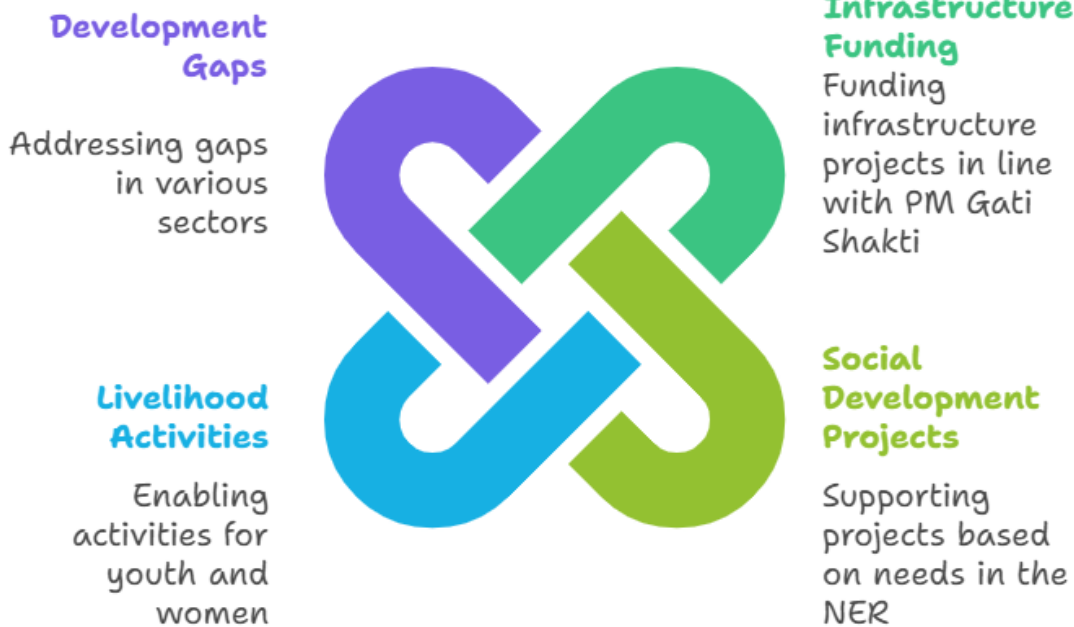 Development
Gaps
Addressing gaps
in various
sectors
Infrastructure
Funding
Funding
infrastructure
projects in line
with PM Gati
Shakti
Livelihood
Activities
Enabling
activities for
youth and
women
Social
Development
Projects
Supporting
projects based
on needs in the
NER